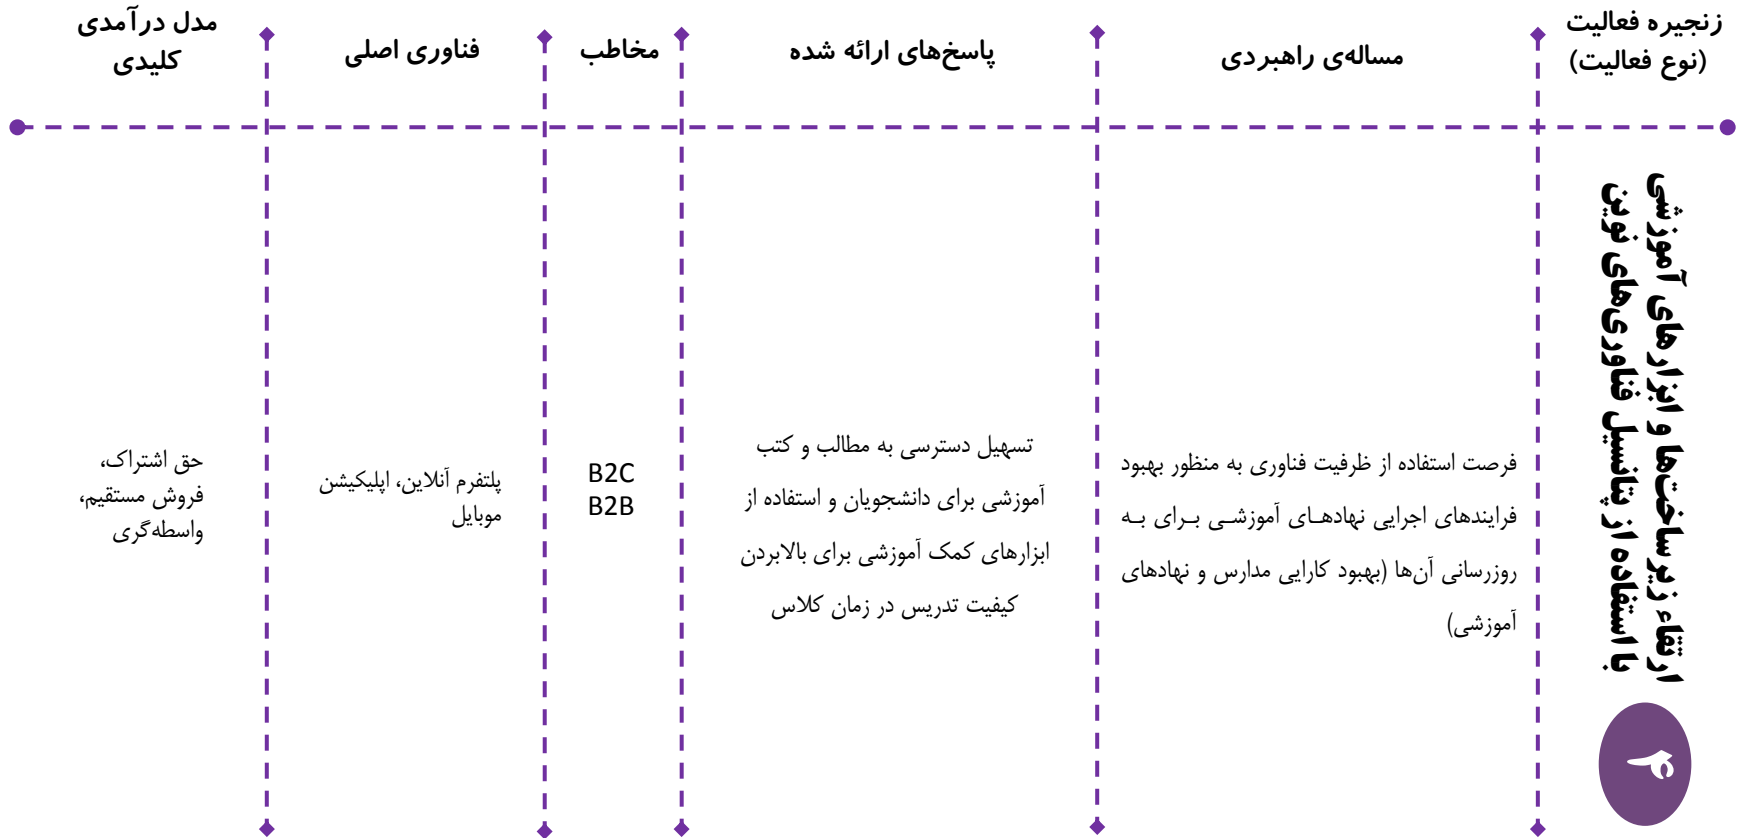 زنجیره فعالیت
(نوع فعالیت)
مساله‌ی راهبردی
پاسخ‌های ارائه شده
مخاطب
فناوری اصلی
مدل درآمدی
کلیدی
ارتقاء زیرساخت‌ها و ابزارهای آموزشی
با استفاده از پتانسیل فناوری‌های نوین
۴
فرصت استفاده از ظرفیت فناوری به منظور بهبود
فرایندهای اجرایی نهادهـای آموزشـی بـرای بـه
روزرسانی آن‌ها (بهبود کارایی مدارس و نهادهای
آموزشی)
تسهیل دسترسی به مطالب و کتب
آموزشی برای دانشجویان و استفاده از
ابزارهای کمک آموزشی برای بالابردن
کیفیت تدریس در زمان کلاس
B2C
B2B
پلتفرم آنلاین، اپلیکیشن
موبایل
حق اشتراک،
فروش مستقیم،
واسطه‌گری